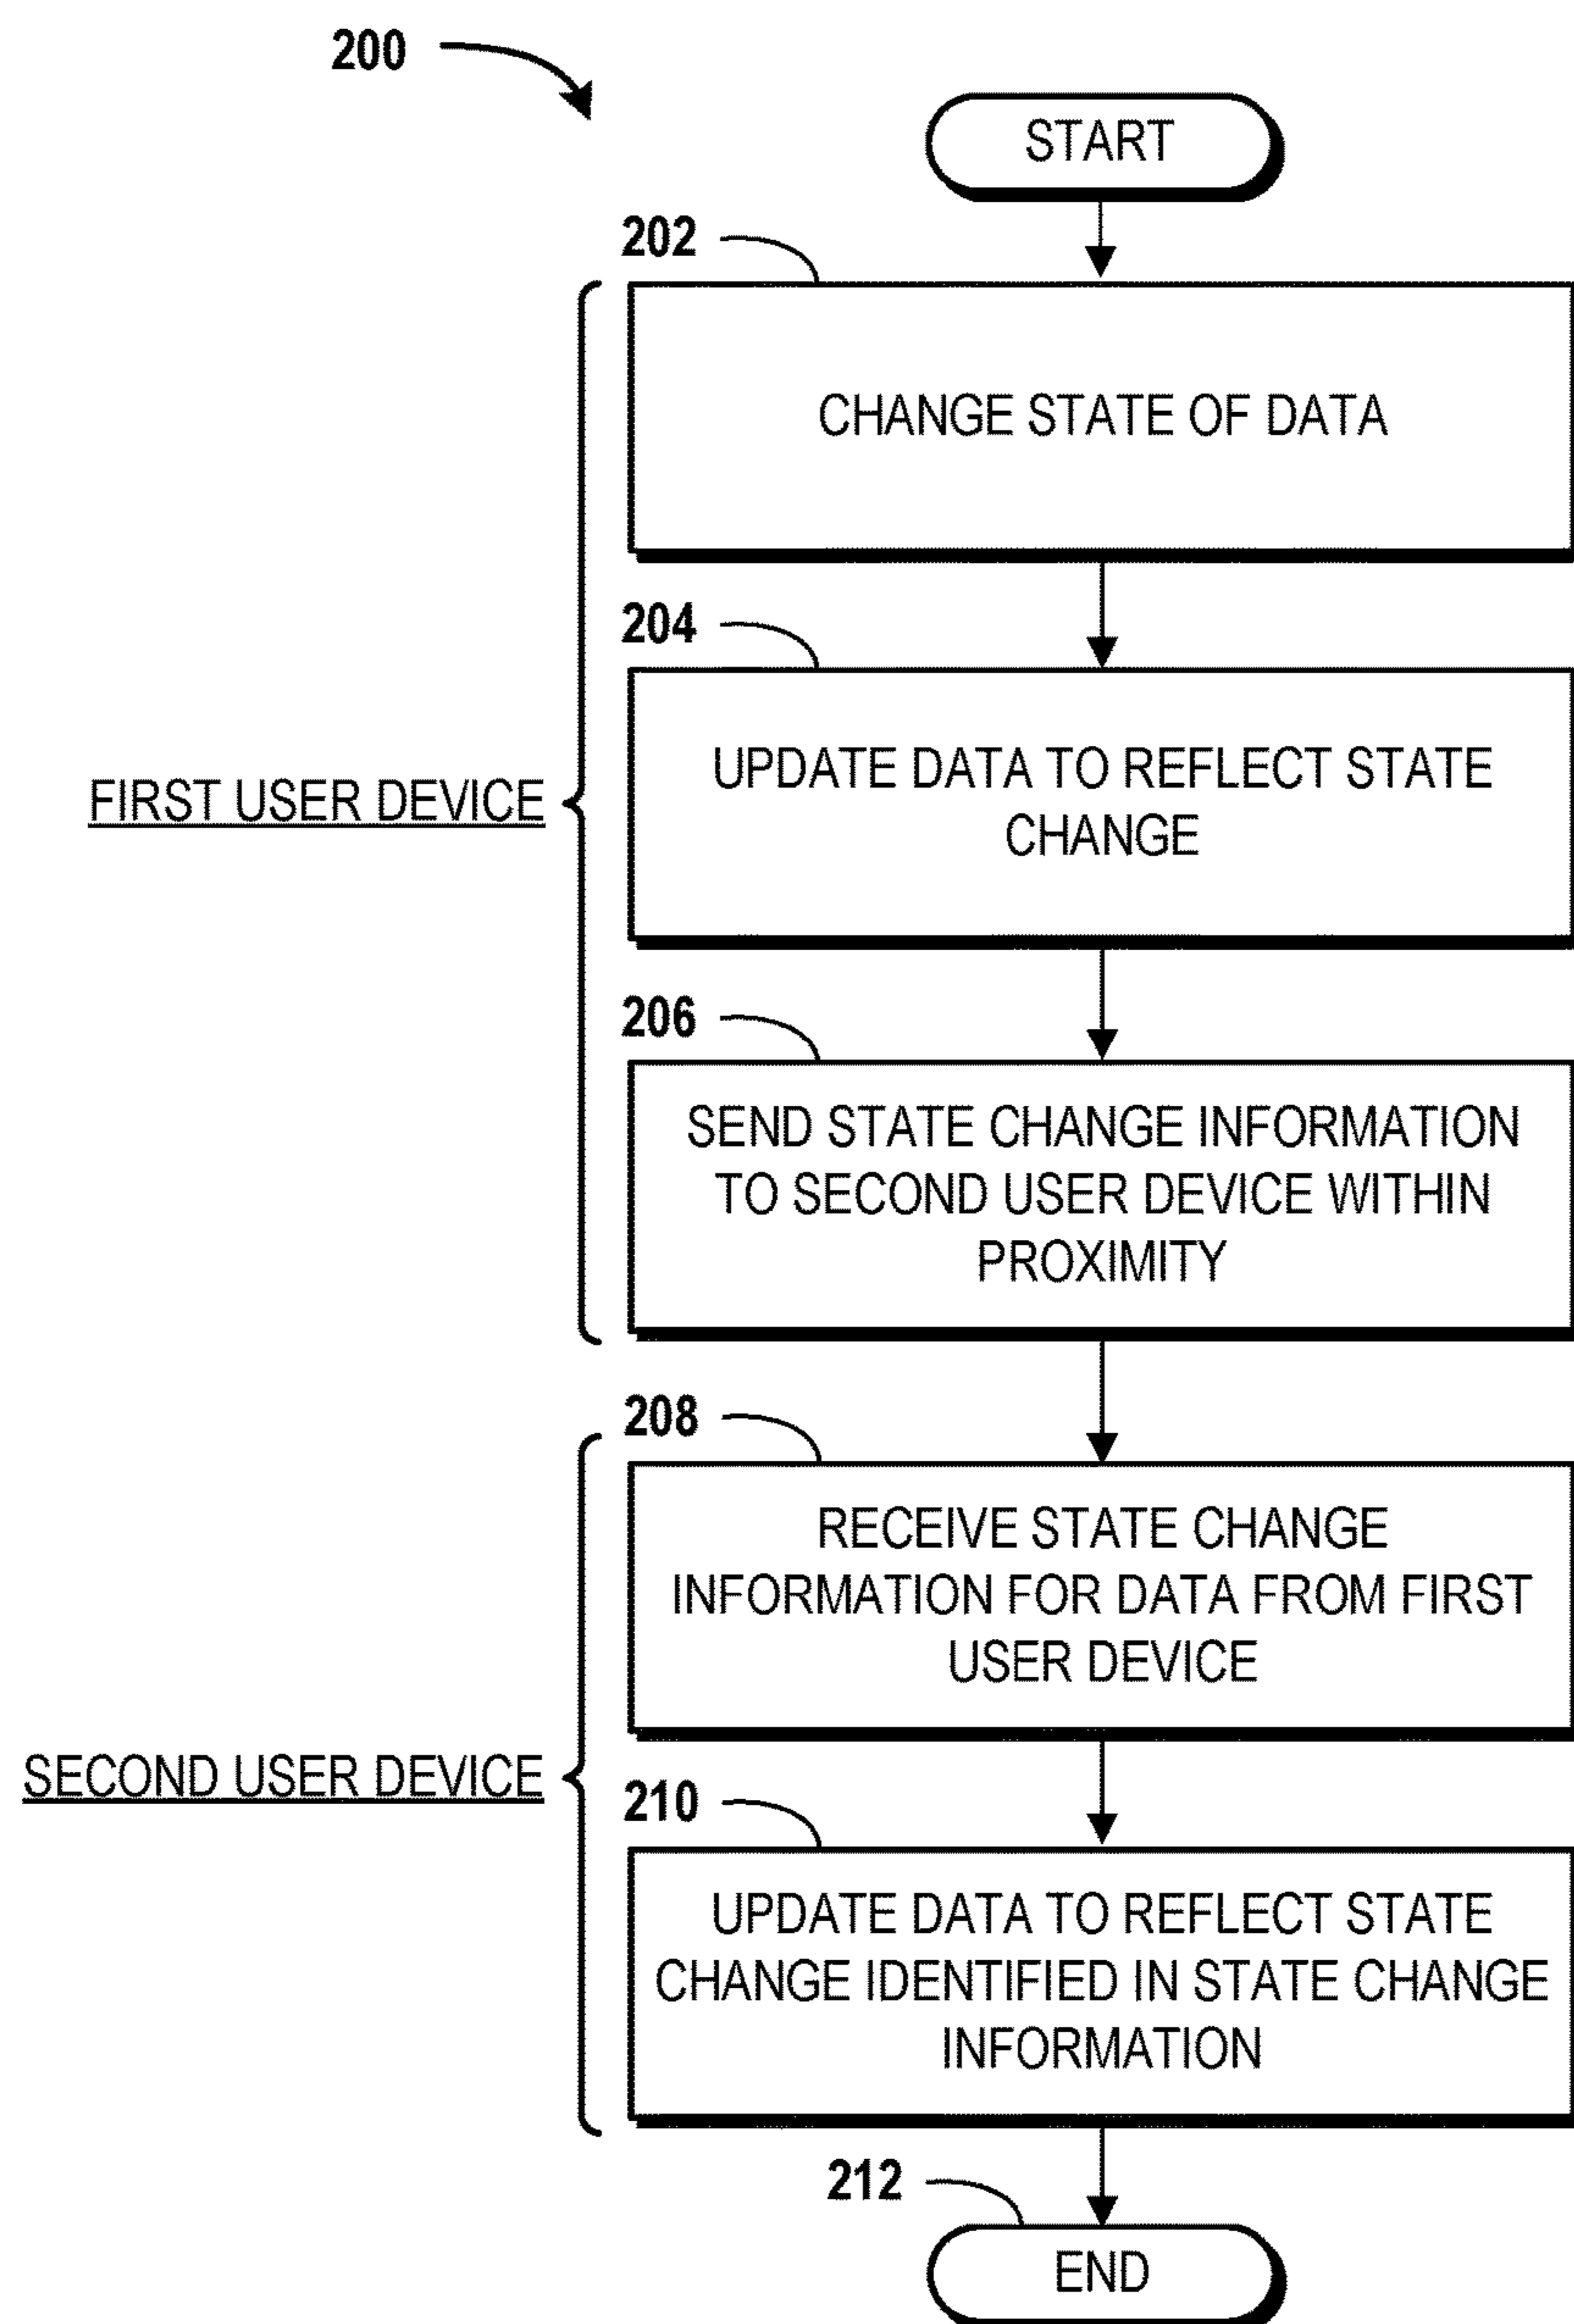 200
START
202
CHANGE STATE OF DATA
204
UPDATE DATA TO REFLECT STATE
CHANGE
FIRST USER DEVICE
206
SEND STATE CHANGE INFORMATION
TO SECOND USER DEVICE WITHIN
PROXIMITY
208
RECEIVE STATE CHANGE
INFORMATION FOR DATA FROM FIRST
USER DEVICE
SECOND USER DEVICE
210
UPDATE DATA TO REFLECT STATE
CHANGE IDENTIFIED IN STATE CHANGE
INFORMATION
212
END